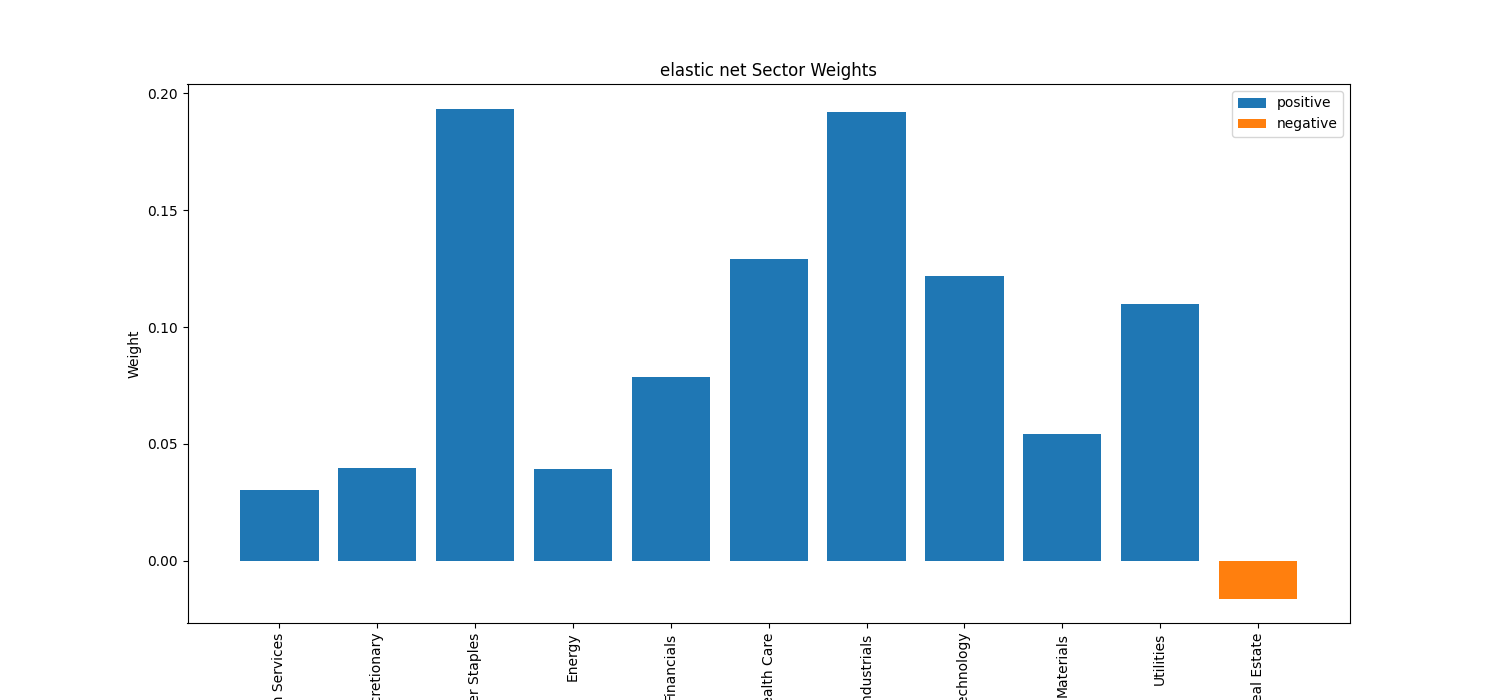 elastic net Sector Weights
positive
negative
0.20
0.15
0.10
0.05
0.00
Weight
Services
er Staples
Energy
Financials
ealth Care
ndustrials
echnology
Materials
Utilities
eal Estate
cretionary